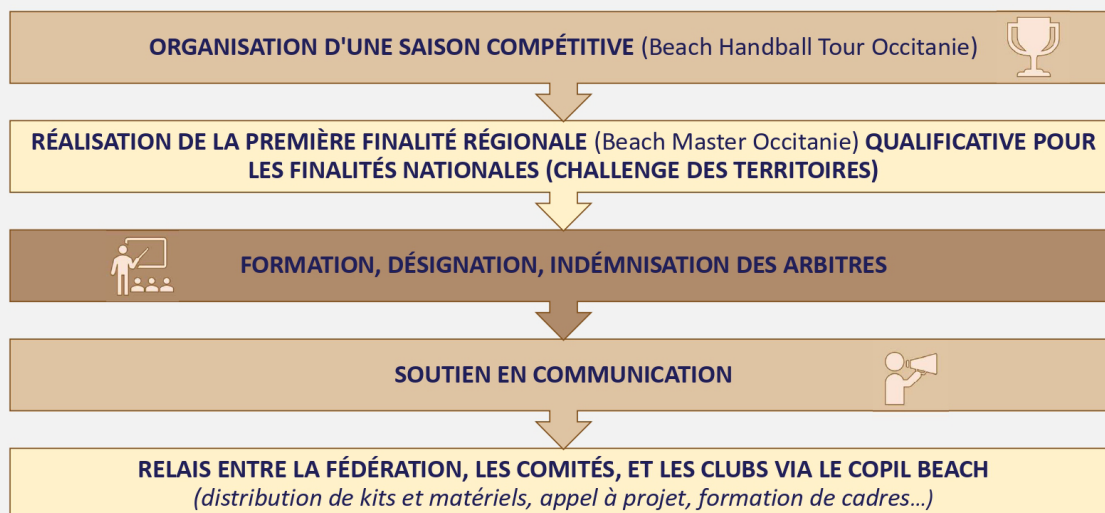 ORGANISATION D'UNE SAISON COMPÉTITIVE (Beach Handball Tour Occitanie)
RÉALISATION DE LA PREMIÈRE FINALITÉ RÉGIONALE (Beach Master Occitanie) QUALIFICATIVE POUR
LES FINALITÉS NATIONALES (CHALLENGE DES TERRITOIRES)
FORMATION, DÉSIGNATION, INDÉMNISATION DES ARBITRES
SOUTIEN EN COMMUNICATION
RELAIS ENTRE LA FÉDÉRATION, LES COMITÉS, ET LES CLUBS VIA LE COPIL BEACH
(distribution de kits et matériels, appel à projet, formation de cadres...)